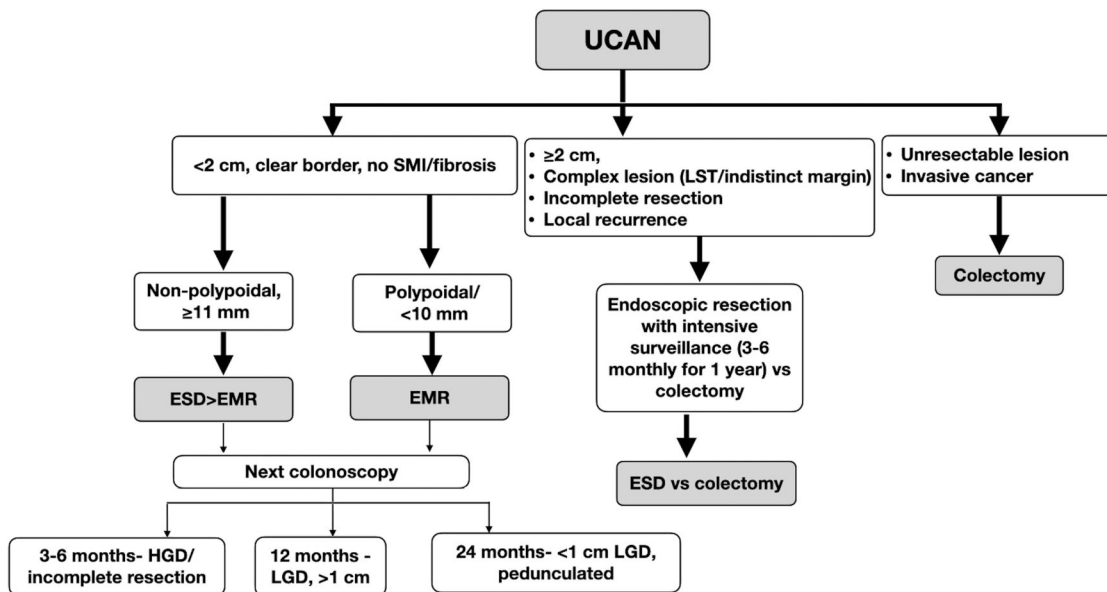 UCAN
<2 cm, clear border, no SMI/fibrosis
• ≥2 cm,
• Complex lesion (LST/indistinct margin)
• Incomplete resection
• Local recurrence
• Unresectable lesion
• Invasive cancer
Non-polypoidal,
≥11 mm
Polypoidal/
<10 mm
Endoscopic resection
with intensive
surveillance (3-6
monthly for 1 year) vs
colectomy
Colectomy
ESD>EMR
EMR
Next colonoscopy
ESD vs colectomy
3-6 months- HGD/
incomplete resection
12 months -
LGD, >1 cm
24 months- <1 cm LGD,
pedunculated